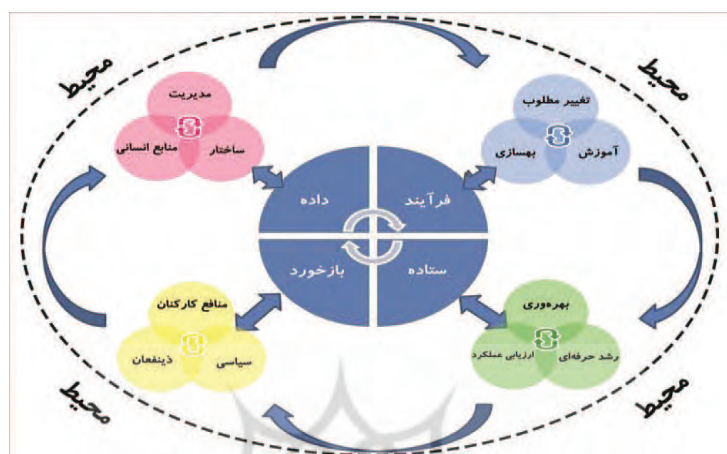 محیط
محیط
مدیریت
منابع انسانی
ساختار
تغییر مطلوب
بهسازی
آموزش
داده
فرآیند
بازخورد
ستاده
منافع کارکنان
ذینفعان
سیاسی
بهره‌وری
ارزیابی عملکرد
رشد حرفه‌ای
محیط
محیط